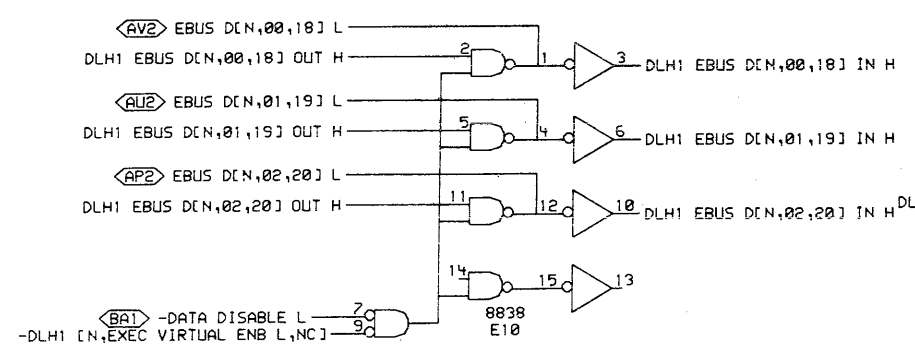 AV2 EBUS D[N,00,18] L
DLH1 EBUS D[N,00,18] OUT H
2
1
3
DLH1 EBUS D[N,00,18] IN H
AU2 EBUS D[N,01,19] L
DLH1 EBUS D[N,01,19] OUT H
5
4
6
DLH1 EBUS D[N,01,19] IN H
AP2 EBUS D[N,02,20] L
DLH1 EBUS D[N,02,20] OUT H
11
12
10
DLH1 EBUS D[N,02,20] IN H
DL
14
15
13
8838
E10
BA1 -DATA DISABLE L
7
-DLH1 [N,EXEC VIRTUAL ENB L,NC]
9